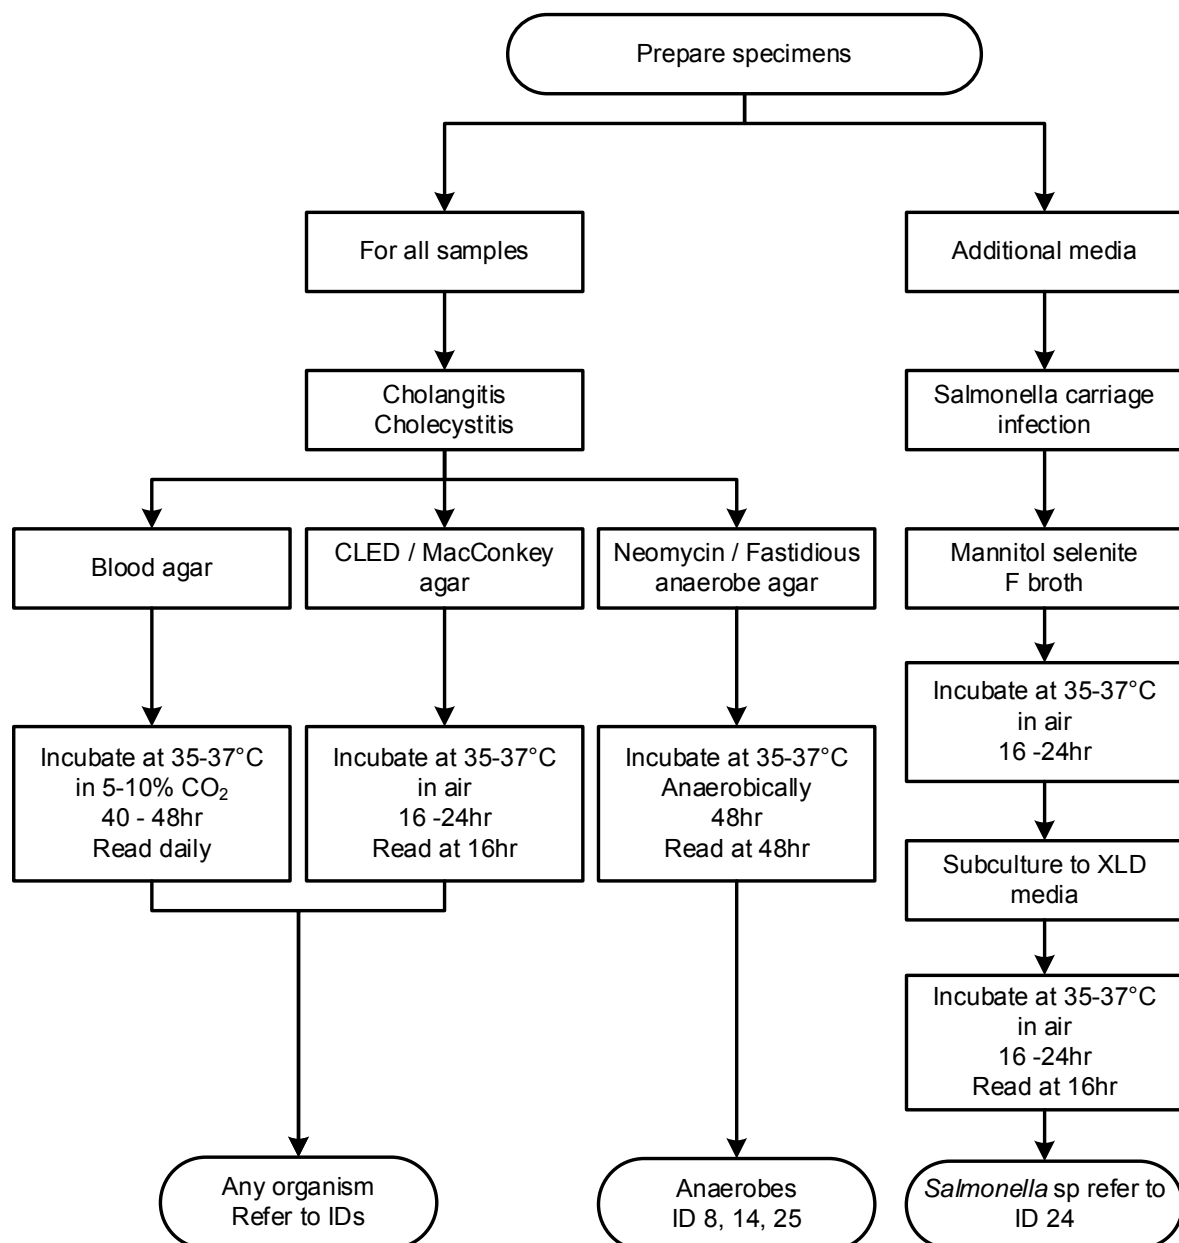 Prepare specimens
For all samples
Additional media
Cholangitis
Cholecystitis
Salmonella carriage
infection
Blood agar
CLED / MacConkey
agar
Neomycin / Fastidious
anaerobe agar
Mannitol selenite
F broth
Incubate at 35-37°C
in 5-10% CO₂
40 - 48hr
Read daily
Incubate at 35-37°C
in air
16 -24hr
Read at 16hr
Incubate at 35-37°C
Anaerobically
48hr
Read at 48hr
Incubate at 35-37°C
in air
16 -24hr
Subculture to XLD
media
Incubate at 35-37°C
in air
16 -24hr
Read at 16hr
Any organism
Refer to IDs
Anaerobes
ID 8, 14, 25
Salmonella sp refer to
ID 24